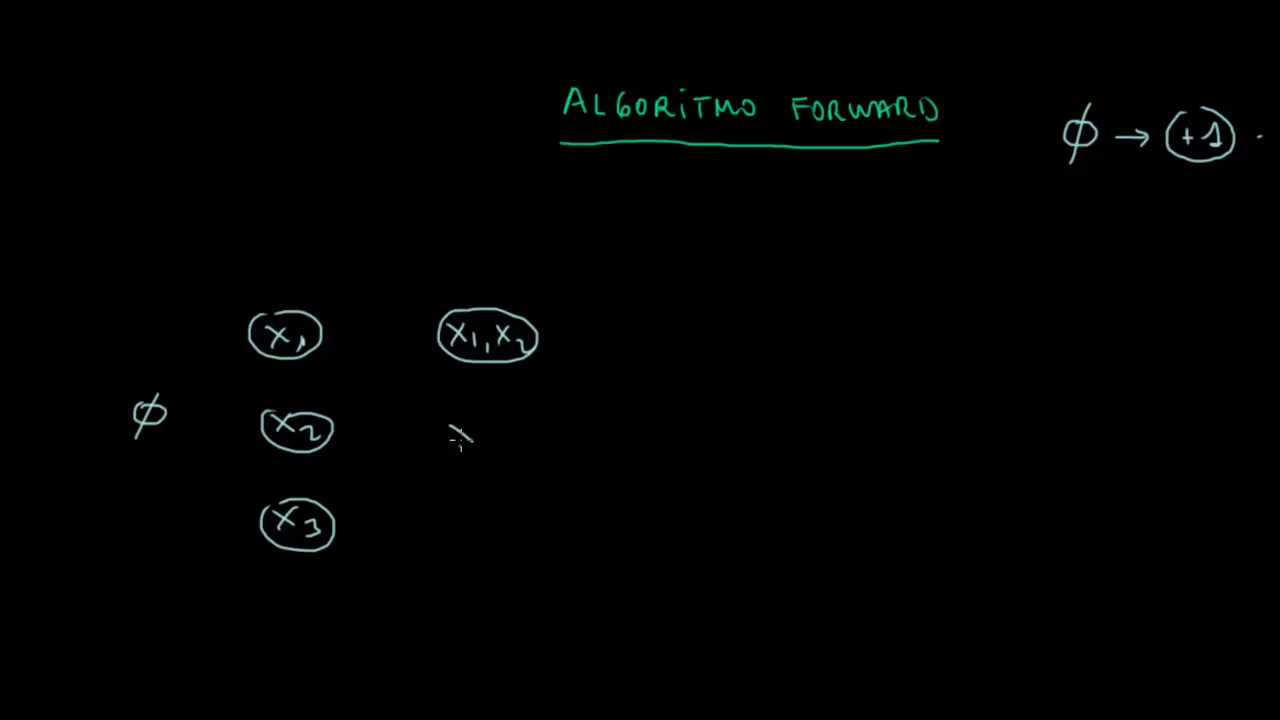 ALGORITMO FORWARD
∅ → +1
x1 x1, x2
∅ x2
x3